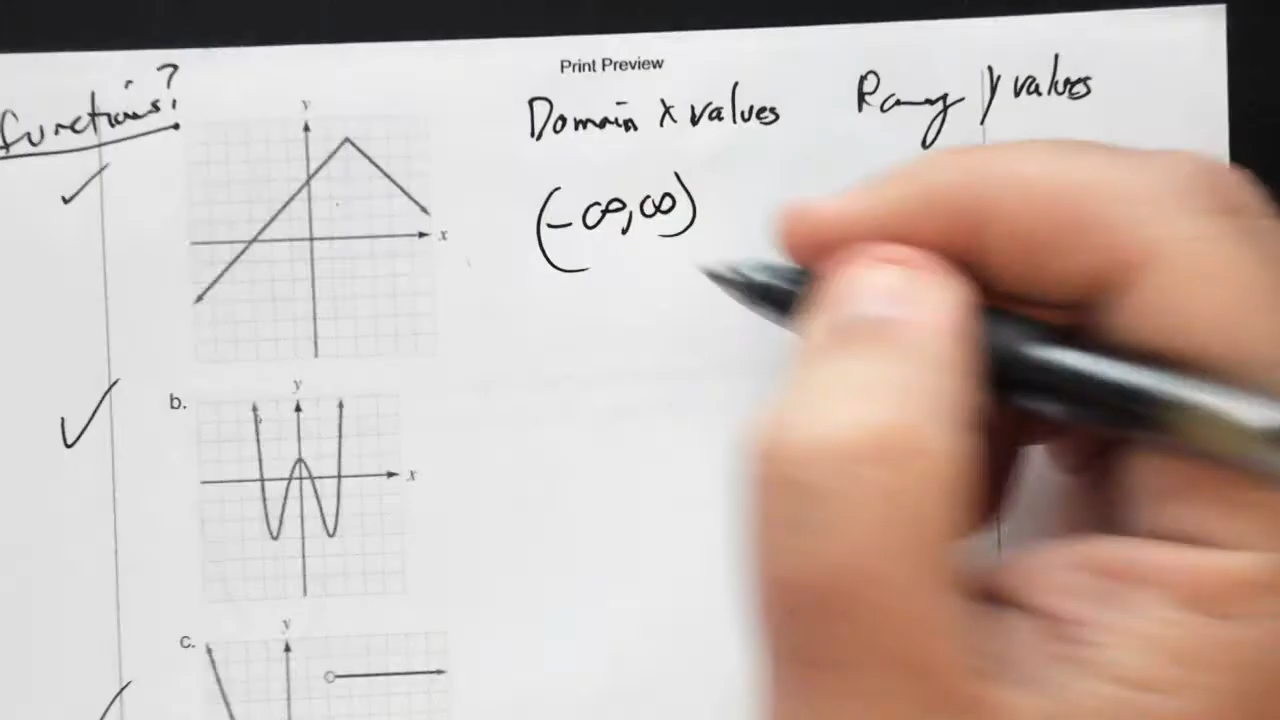 Print Preview
functions?
Domain x values
Range y values
y
(-∞,∞)
x
b.
y
x
c.
y